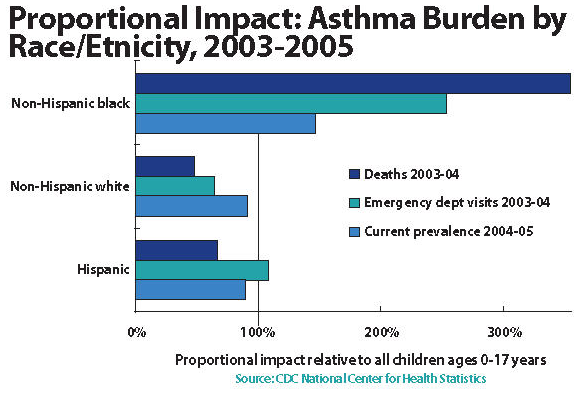 Proportional Impact: Asthma Burden by
Race/Etnicity, 2003-2005
Non-Hispanic black
Non-Hispanic white
Hispanic
Deaths 2003-04
Emergency dept visits 2003-04
Current prevalence 2004-05
0%
100%
200%
300%
Proportional impact relative to all children ages 0-17 years
Source: CDC National Center for Health Statistics